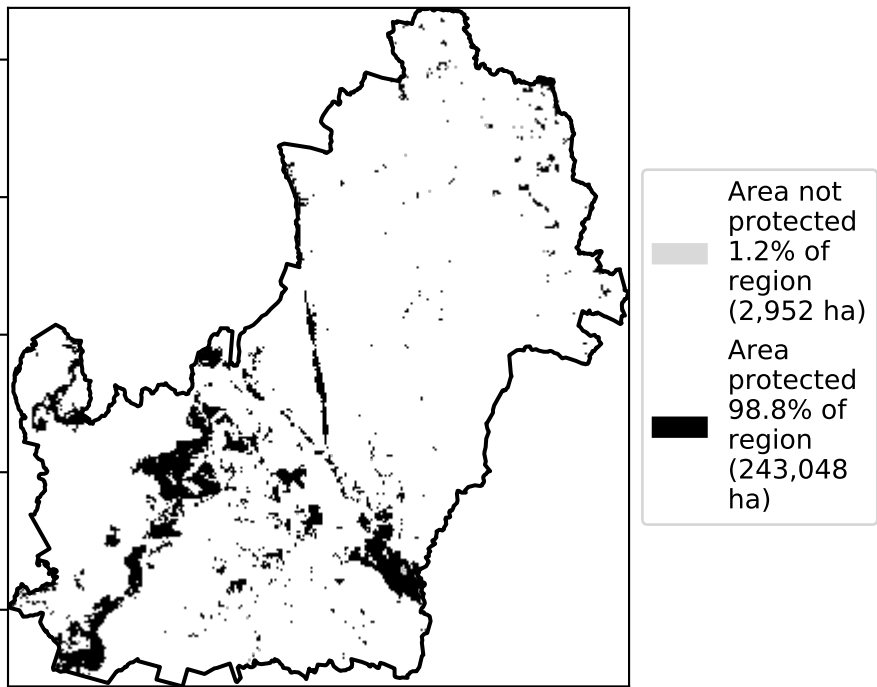 Area not
protected
1.2% of
region
(2,952 ha)
Area
protected
98.8% of
region
(243,048
ha)